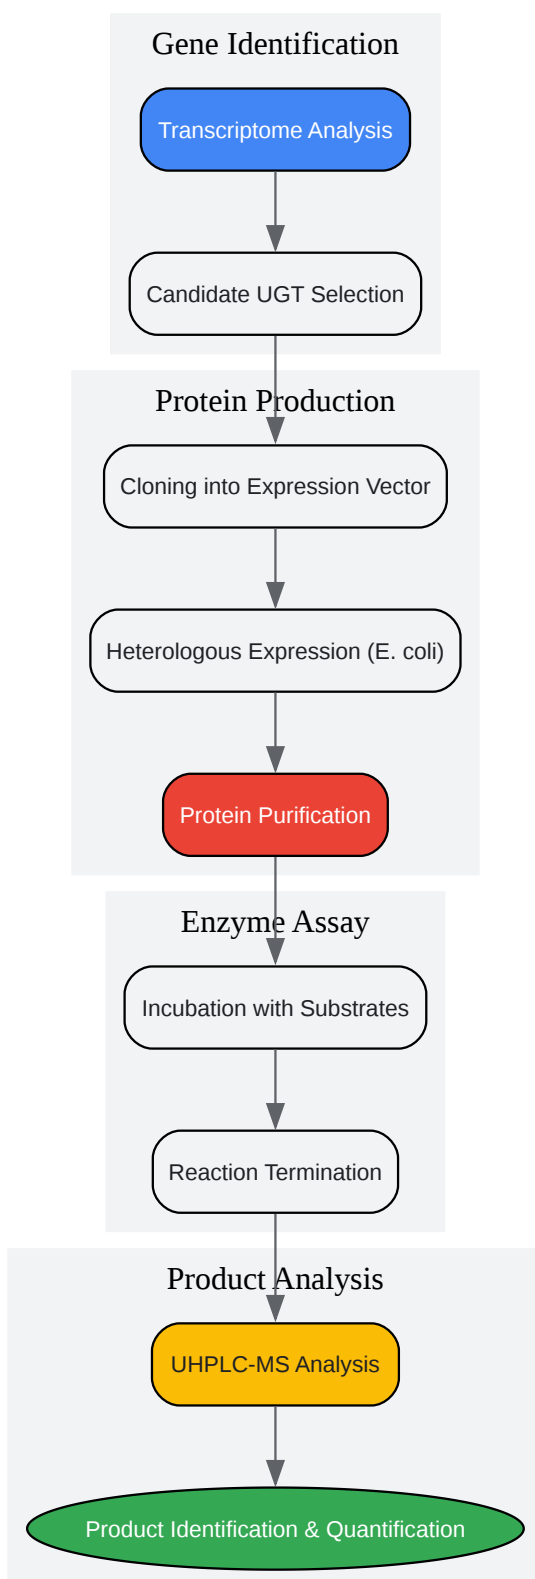 Gene Identification
Transcriptome Analysis
Candidate UGT Selection
Protein Production
Cloning into Expression Vector
Heterologous Expression (E. coli)
Protein Purification
Enzyme Assay
Incubation with Substrates
Reaction Termination
Product Analysis
UHPLC-MS Analysis
Product Identification & Quantification